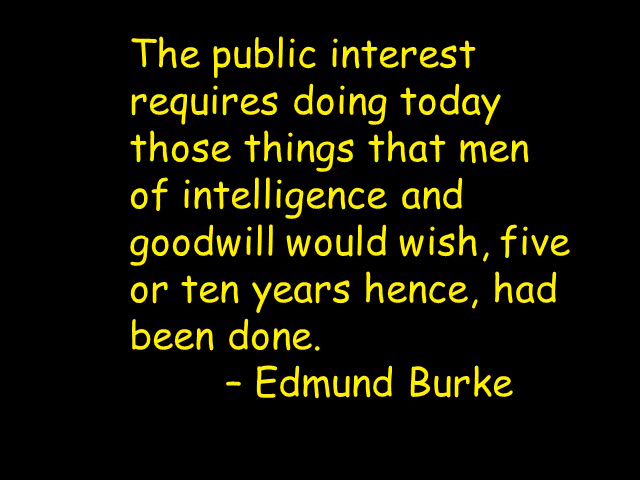 The public interest
requires doing today
those things that men
of intelligence and
goodwill would wish, five
or ten years hence, had
been done.
– Edmund Burke